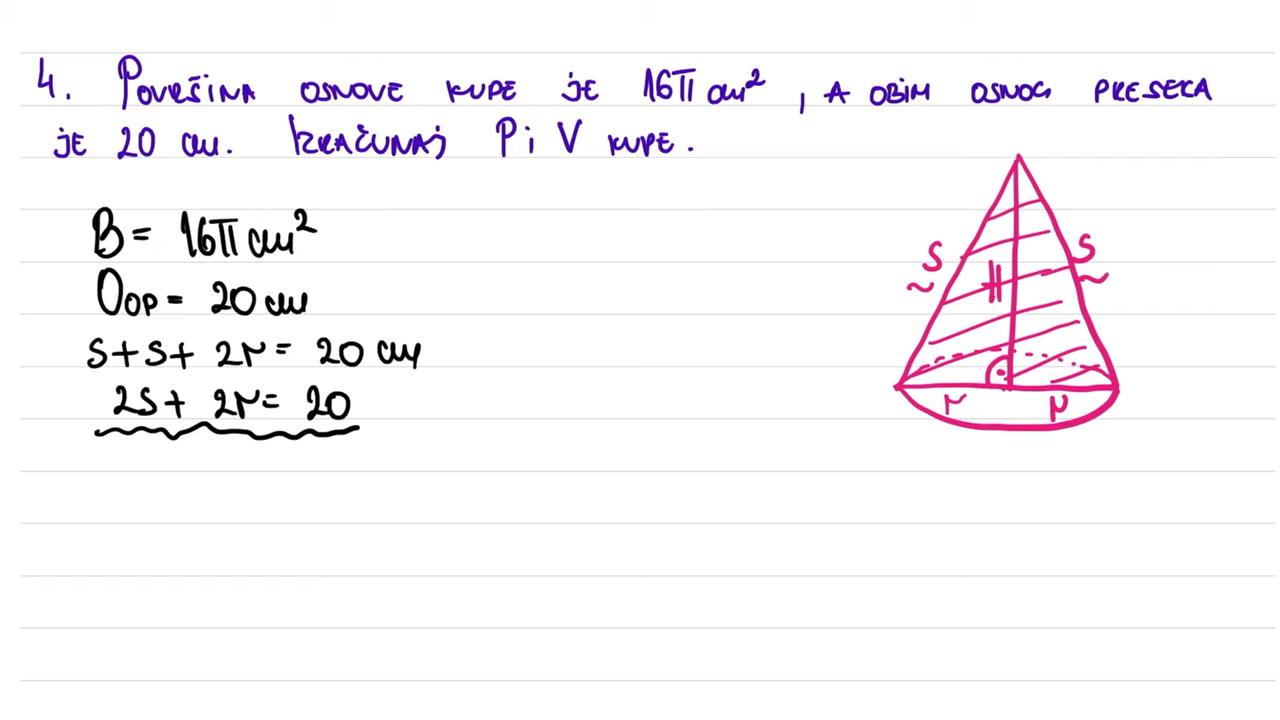 4. Površina osnove kupe je 16π cm², a obim osnog preseka
je 20 cm. Izračunaj P i V kupe.
B = 16π cm²
Oop = 20 cm
s + s + 2r = 20 cm
2s + 2r = 20
s
s
H
r
r